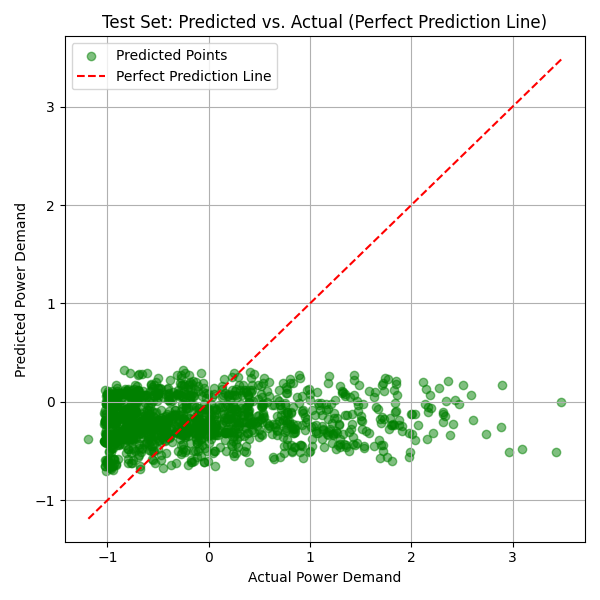 Test Set: Predicted vs. Actual (Perfect Prediction Line)
Predicted Points
Perfect Prediction Line
Predicted Power Demand
3
2
1
0
−1
−1 0 1 2 3
Actual Power Demand